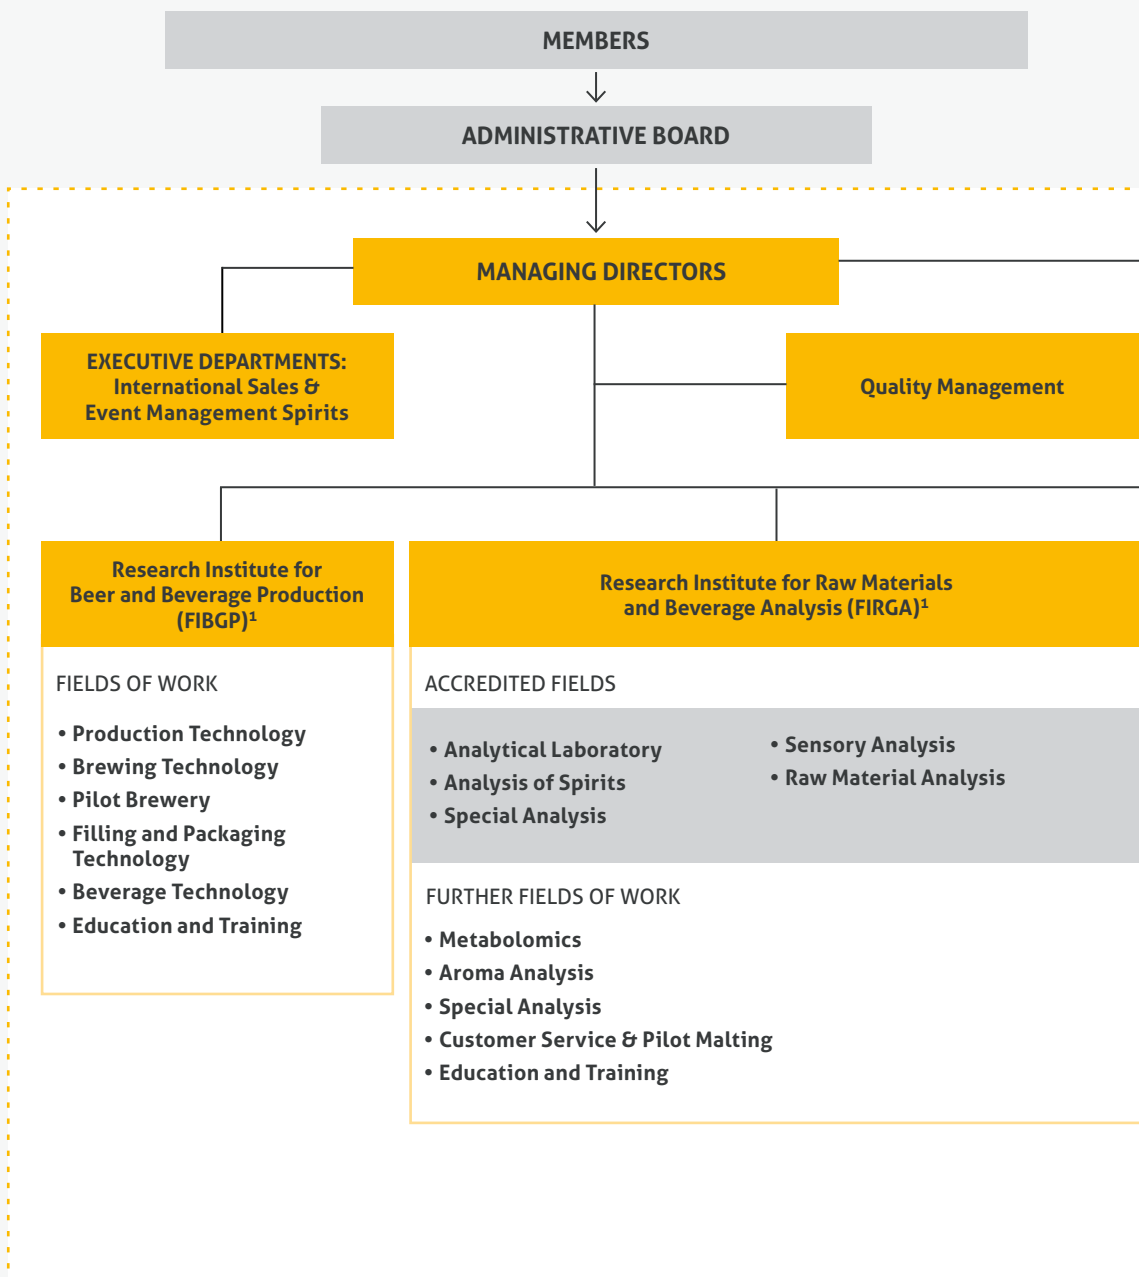 MEMBERS
ADMINISTRATIVE BOARD
MANAGING DIRECTORS
EXECUTIVE DEPARTMENTS:
International Sales &
Event Management Spirits
Quality Management
Research Institute for
Beer and Beverage Production
(FIBGP)¹
FIELDS OF WORK
• Production Technology
• Brewing Technology
• Pilot Brewery
• Filling and Packaging
Technology
• Beverage Technology
• Education and Training
Research Institute for Raw Materials
and Beverage Analysis (FIRGA)¹
ACCREDITED FIELDS
• Analytical Laboratory
• Analysis of Spirits
• Special Analysis
• Sensory Analysis
• Raw Material Analysis
FURTHER FIELDS OF WORK
• Metabolomics
• Aroma Analysis
• Special Analysis
• Customer Service & Pilot Malting
• Education and Training